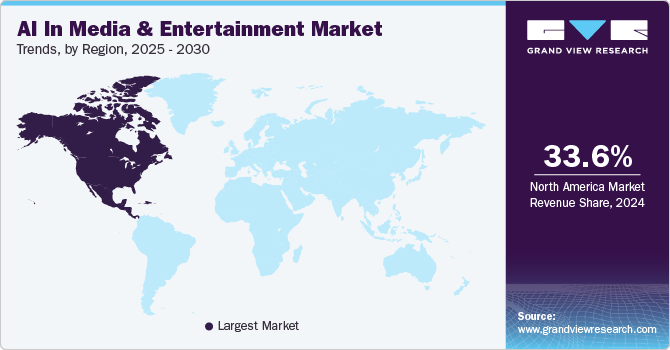 AI In Media & Entertainment Market
Trends, by Region, 2025 - 2030
GRAND VIEW RESEARCH
33.6%
North America Market
Revenue Share, 2024
Largest Market
Source:
www.grandviewresearch.com